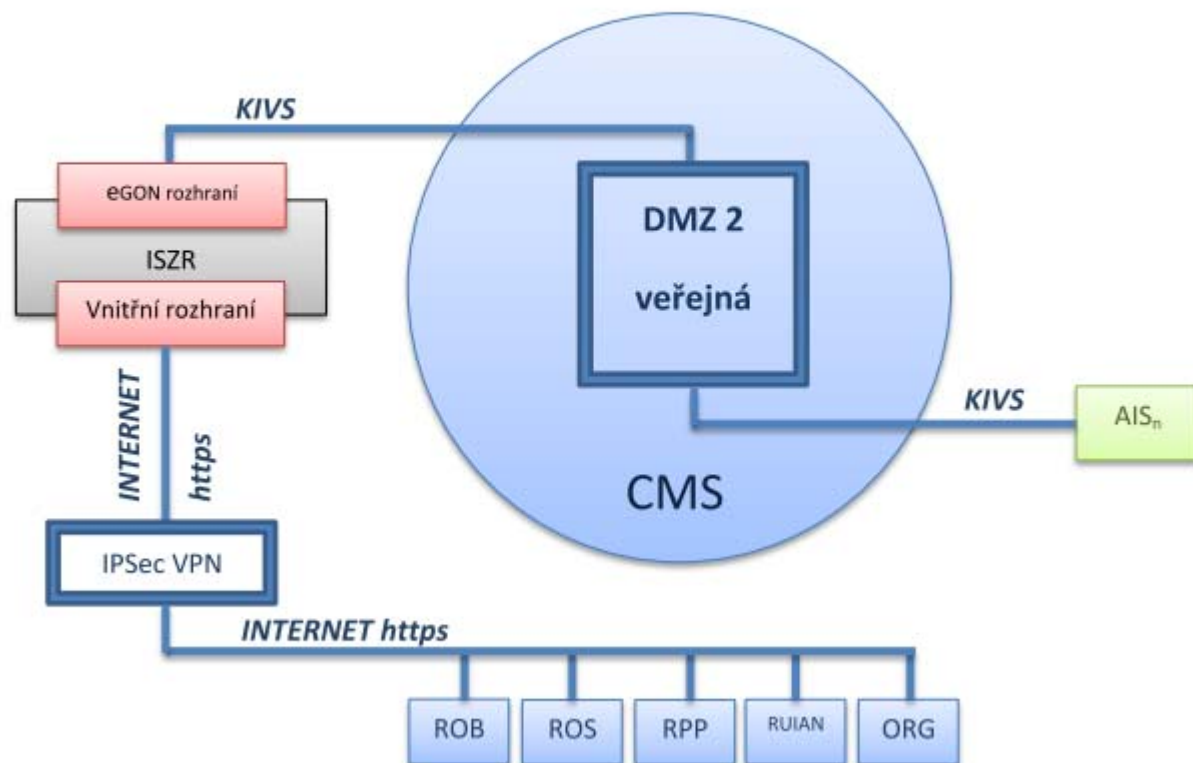 KIVS
eGON rozhraní
ISZR
Vnitřní rozhraní
DMZ 2
veřejná
KIVS
AISn
CMS
INTERNET
https
IPSec VPN
INTERNET https
ROB
ROS
RPP
RUIAN
ORG